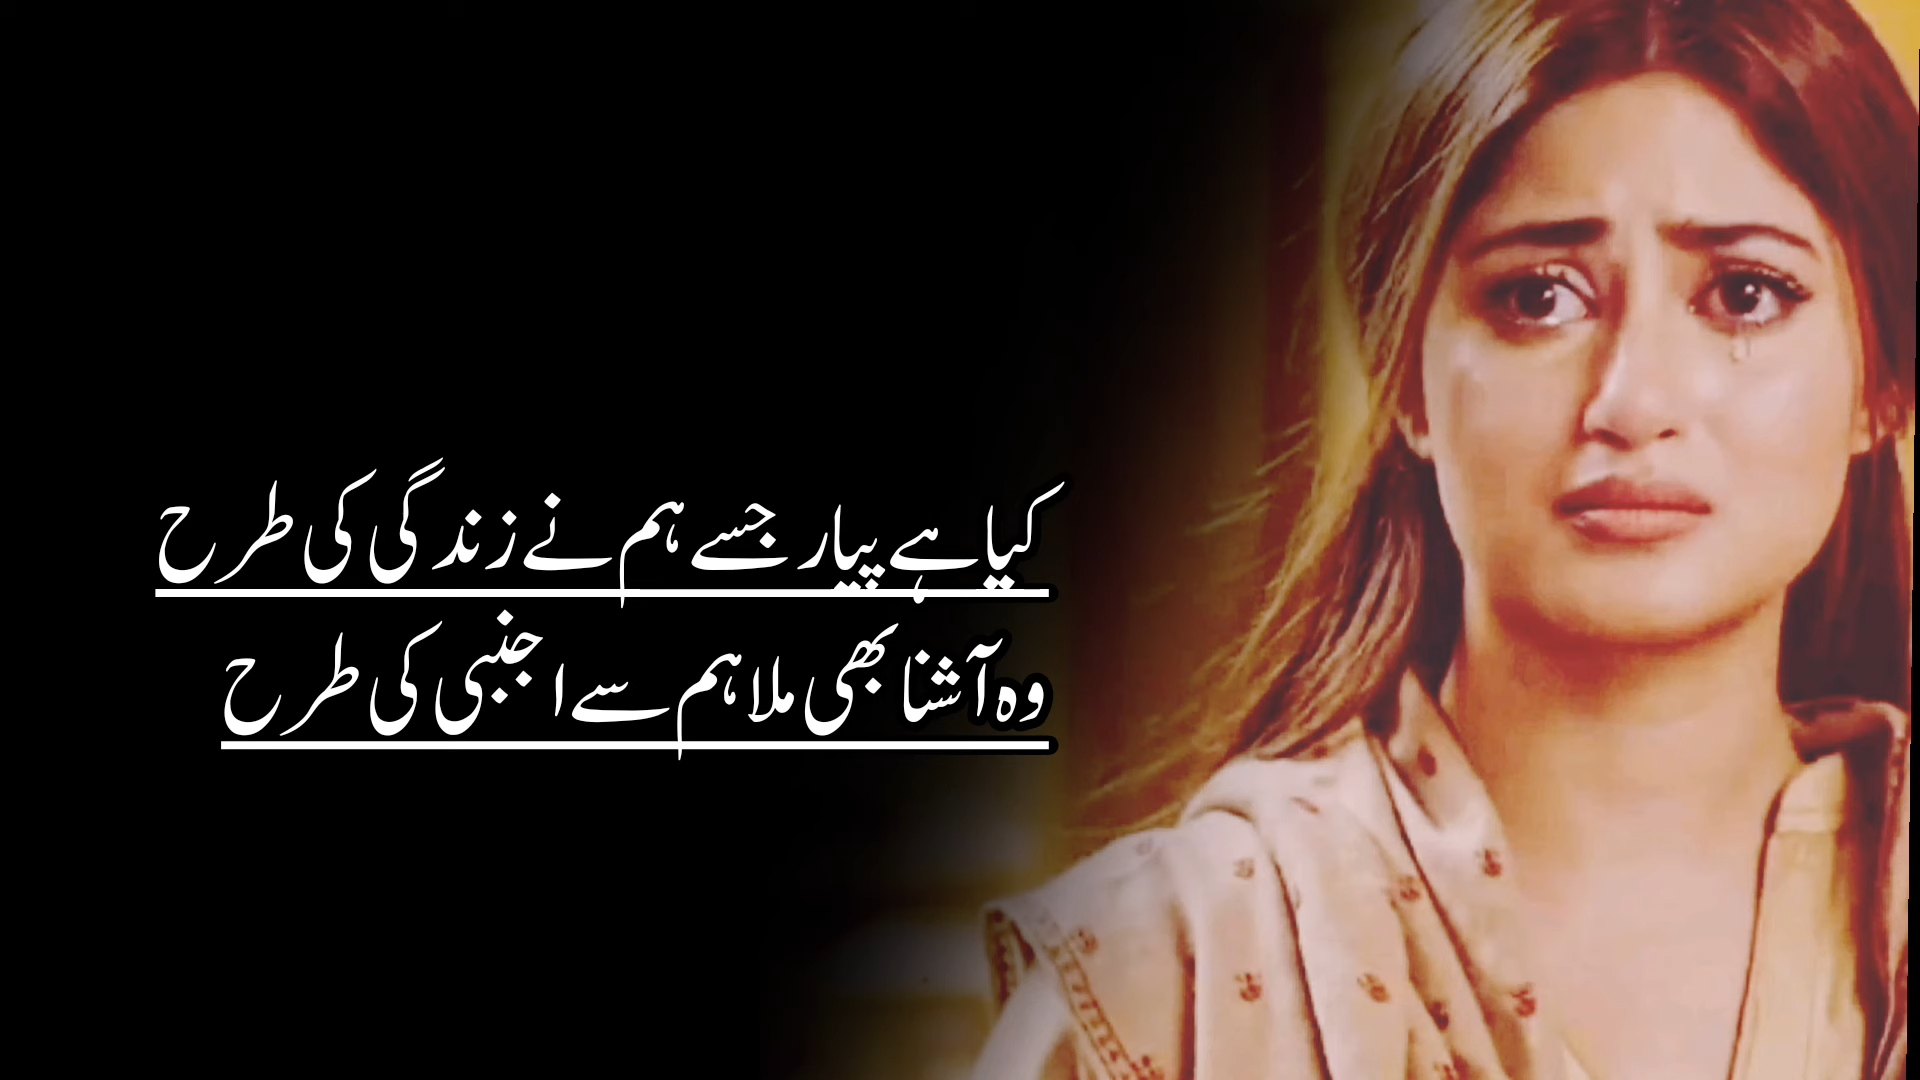 کیا ہے پیار جسے ہم نے زندگی کی طرح
وہ آشنا بھی ملا ہم سے اجنبی کی طرح